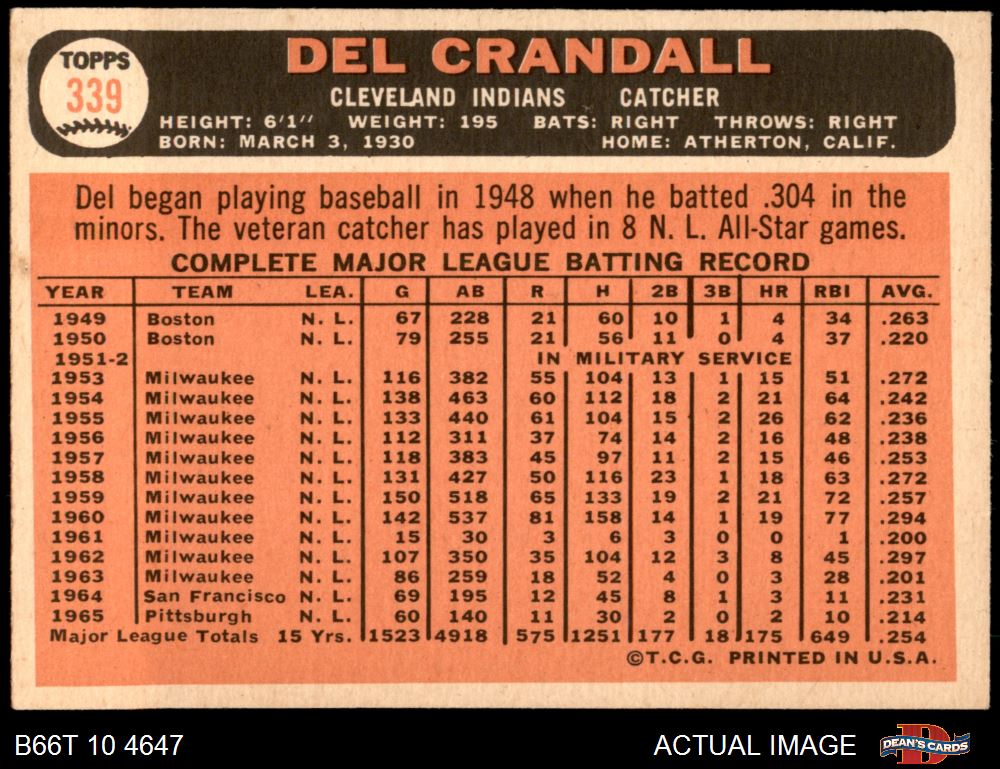 TOPPS
339
DEL CRANDALL
CLEVELAND INDIANS CATCHER
HEIGHT: 6'1" WEIGHT: 195 BATS: RIGHT THROWS: RIGHT
BORN: MARCH 3, 1930 HOME: ATHERTON, CALIF.
Del began playing baseball in 1948 when he batted .304 in the
minors. The veteran catcher has played in 8 N. L. All-Star games.
COMPLETE MAJOR LEAGUE BATTING RECORD
YEAR TEAM LEA. G AB R H 2B 3B HR RBI AVG.
1949 Boston N. L. 67 228 21 60 10 1 4 34 .263
1950 Boston N. L. 79 255 21 56 11 0 4 37 .220
1951-2 IN MILITARY SERVICE
1953 Milwaukee N. L. 116 382 55 104 13 1 15 51 .272
1954 Milwaukee N. L. 138 463 60 112 18 2 21 64 .242
1955 Milwaukee N. L. 133 440 61 104 15 2 26 62 .236
1956 Milwaukee N. L. 112 311 37 74 14 2 16 48 .238
1957 Milwaukee N. L. 118 383 45 97 11 2 15 46 .253
1958 Milwaukee N. L. 131 427 50 116 23 1 18 63 .272
1959 Milwaukee N. L. 150 518 65 133 19 2 21 72 .257
1960 Milwaukee N. L. 142 537 81 158 14 1 19 77 .294
1961 Milwaukee N. L. 15 30 3 6 3 0 0 1 .200
1962 Milwaukee N. L. 107 350 35 104 12 3 8 45 .297
1963 Milwaukee N. L. 86 259 18 52 4 0 3 28 .201
1964 San Francisco N. L. 69 195 12 45 8 1 3 11 .231
1965 Pittsburgh N. L. 60 140 11 30 2 0 2 10 .214
Major League Totals 15 Yrs. 1523 4918 575 1251 177 18 175 649 .254
©T.C.G. PRINTED IN U.S.A.
B66T 10 4647 ACTUAL IMAGE DEAN'S CARDS